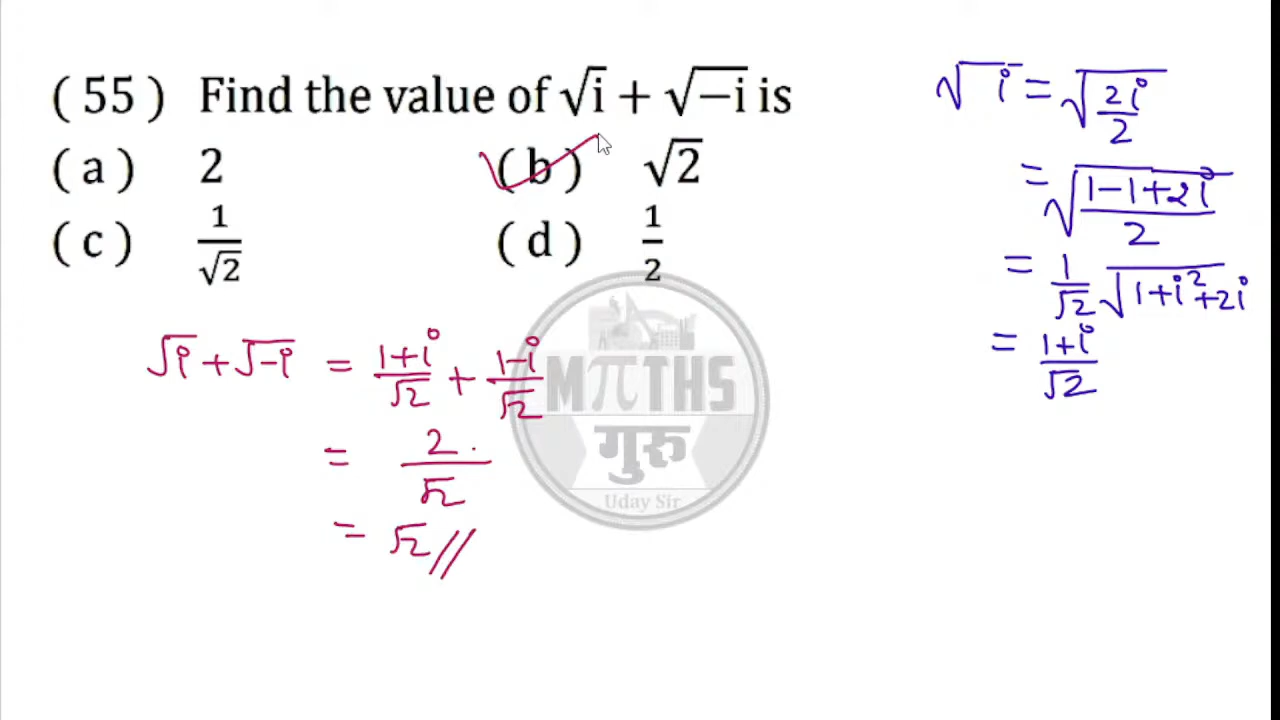 ( 55 ) Find the value of √i + √−i is
( a ) 2 ( b ) √2
( c ) 1/√2 ( d ) 1/2
√i + √-i = (1+i)/√2 + (1-i)/√2
= 2/√2
= √2 //
√i = √(2i/2)
= √((1-1+2i)/2)
= 1/√2 √(1+i²+2i)
= (1+i)/√2
MπTHS
गुरु
Uday Sir